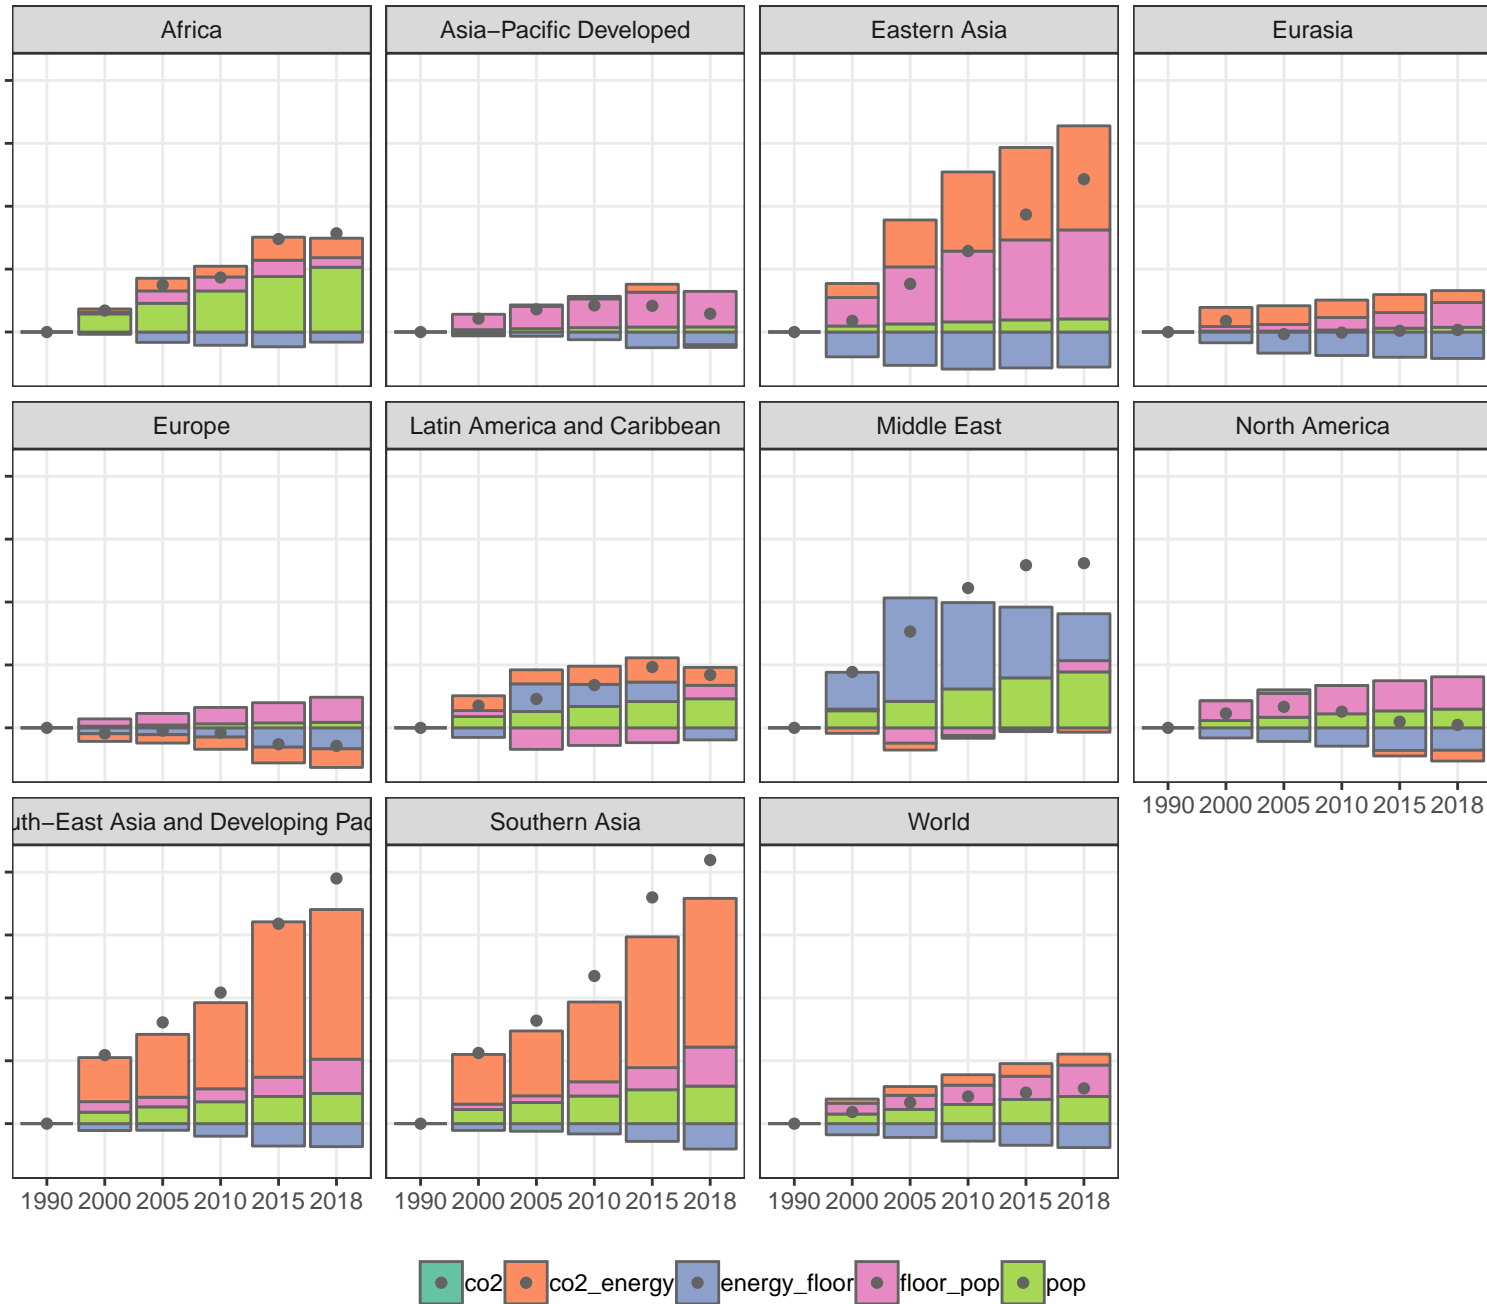 Africa
Asia−Pacific Developed
Eastern Asia
Eurasia
Europe
Latin America and Caribbean
Middle East
North America
1990 2000 2005 2010 2015 2018
uth−East Asia and Developing Pac
Southern Asia
World
1990 2000 2005 2010 2015 2018
1990 2000 2005 2010 2015 2018
1990 2000 2005 2010 2015 2018
co2 co2_energy energy_floor floor_pop pop